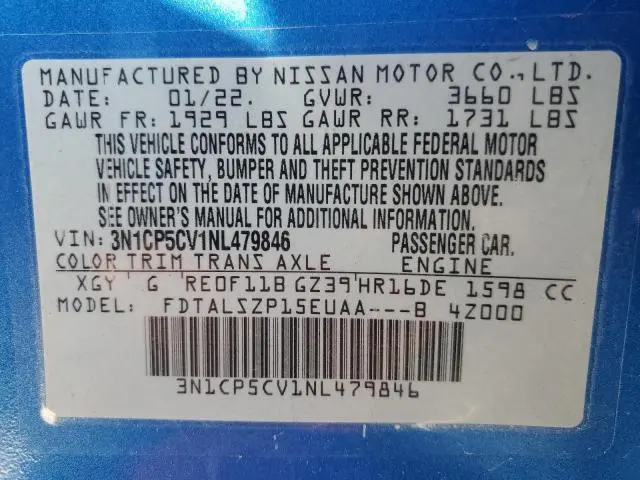 MANUFACTURED BY NISSAN MOTOR CO., LTD.
DATE: 01/22. GVWR: 3660 LBS
GAWR FR: 1929 LBS GAWR RR: 1731 LBS
THIS VEHICLE CONFORMS TO ALL APPLICABLE FEDERAL MOTOR
VEHICLE SAFETY, BUMPER AND THEFT PREVENTION STANDARDS
IN EFFECT ON THE DATE OF MANUFACTURE SHOWN ABOVE.
SEE OWNER'S MANUAL FOR ADDITIONAL INFORMATION.
VIN: 3N1CP5CV1NL479846 PASSENGER CAR.
COLOR TRIM TRANS AXLE ENGINE
XGY G RE0F11B GZ39 HR16DE 1598 CC
MODEL: FDTALSZP15EUAA---B 4Z000
3N1CP5CV1NL479846